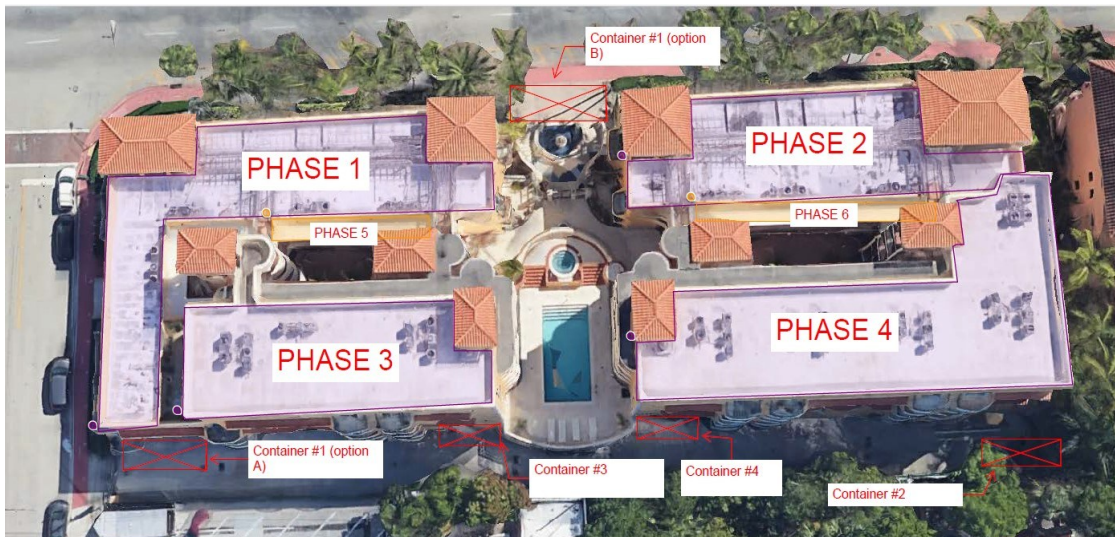 Container #1 (option
B)
PHASE 1
PHASE 2
PHASE 5
PHASE 6
PHASE 3
PHASE 4
Container #1 (option
A)
Container #3
Container #4
Container #2